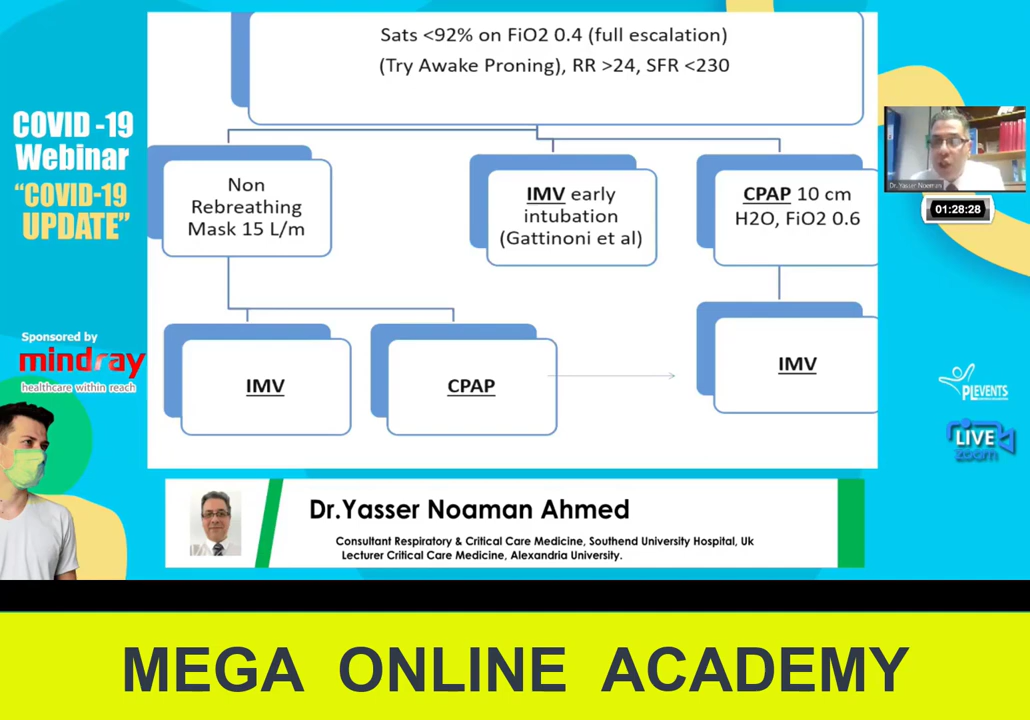 Sats <92% on FiO2 0.4 (full escalation)
(Try Awake Proning), RR >24, SFR <230
COVID -19
Webinar
“COVID-19
UPDATE”
Dr. Yasser Noaman
01:28:28
Non
Rebreathing
Mask 15 L/m
IMV early
intubation
(Gattinoni et al)
CPAP 10 cm
H2O, FiO2 0.6
Sponsored by
mindray
healthcare within reach
IMV
CPAP
IMV
PLEVENTS
LIVE
zoom
Dr.Yasser Noaman Ahmed
Consultant Respiratory & Critical Care Medicine, Southend University Hospital, Uk
Lecturer Critical Care Medicine, Alexandria University.
MEGA ONLINE ACADEMY